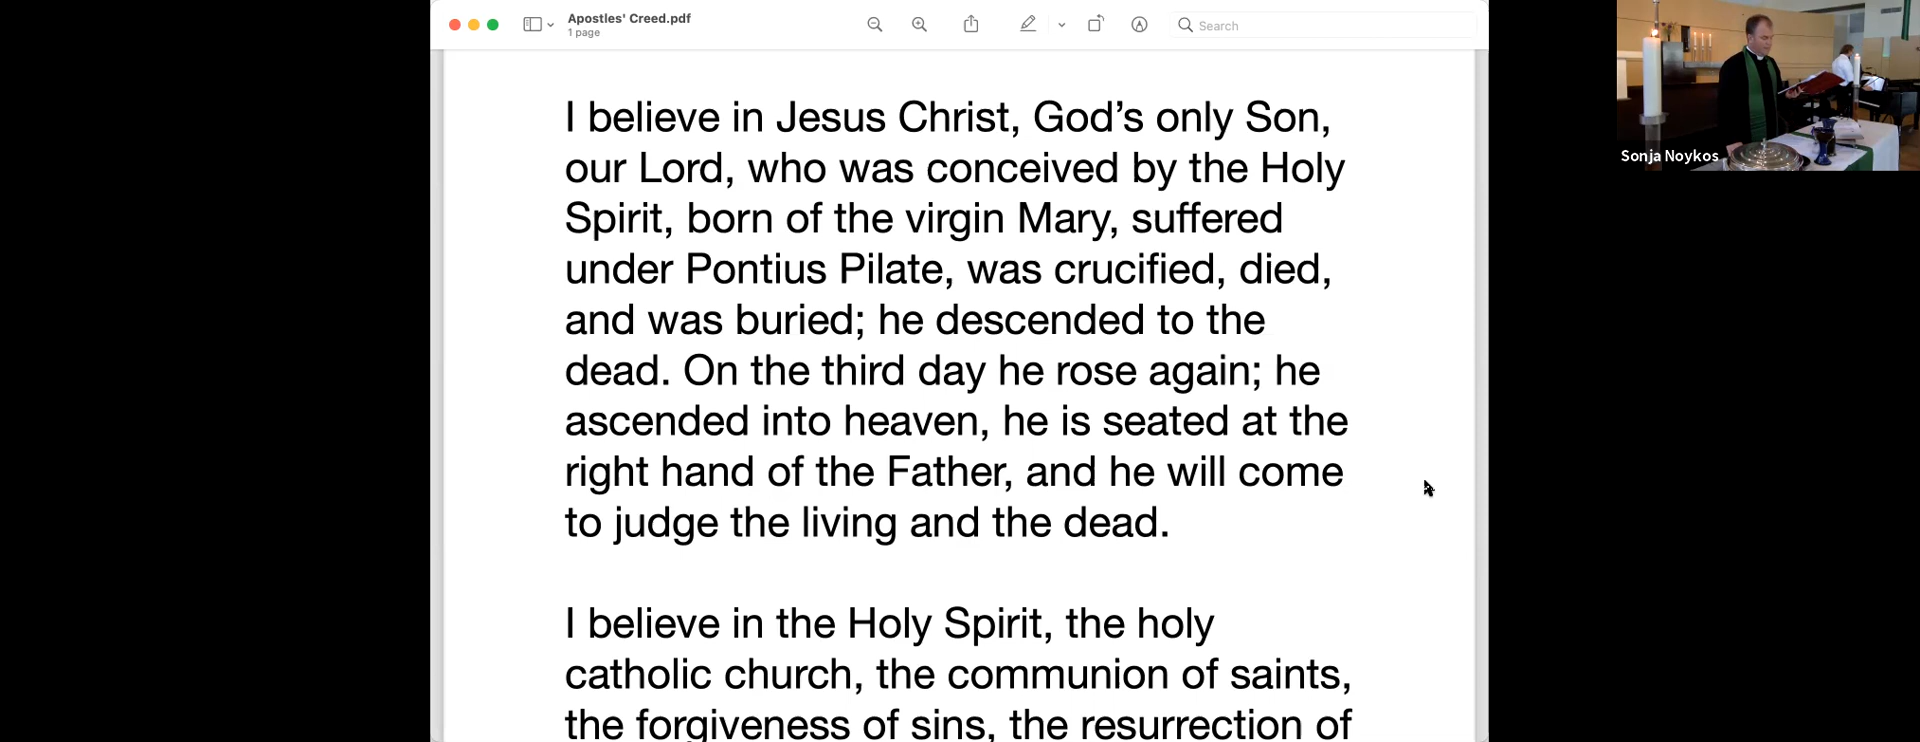 Apostles' Creed.pdf
1 page
Search
I believe in Jesus Christ, God’s only Son,
our Lord, who was conceived by the Holy
Spirit, born of the virgin Mary, suffered
under Pontius Pilate, was crucified, died,
and was buried; he descended to the
dead. On the third day he rose again; he
ascended into heaven, he is seated at the
right hand of the Father, and he will come
to judge the living and the dead.
I believe in the Holy Spirit, the holy
catholic church, the communion of saints,
the forgiveness of sins, the resurrection of
Sonja Noykos